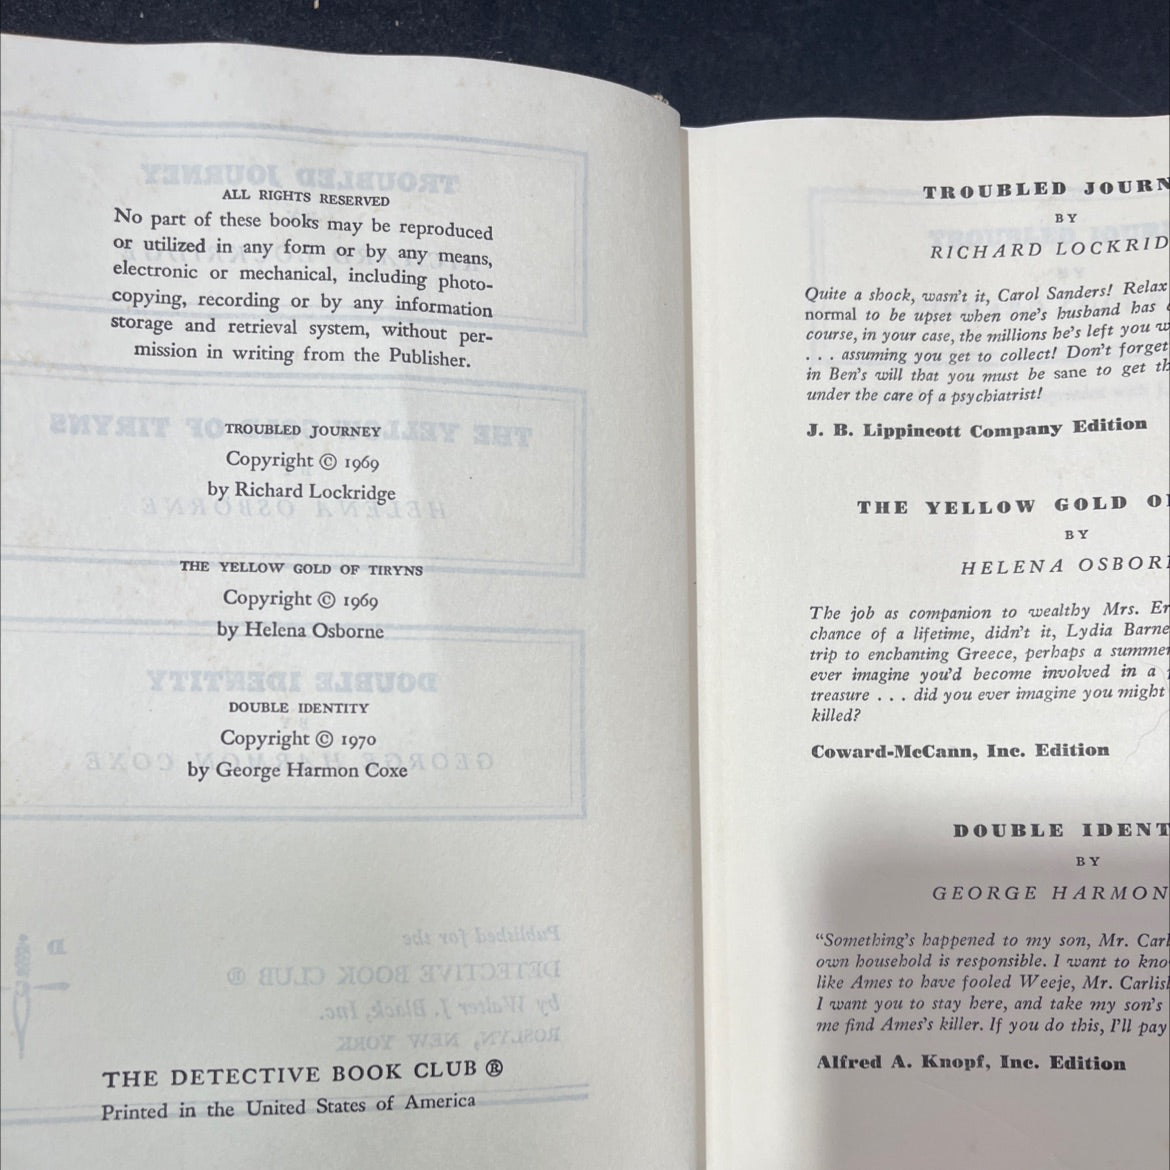 ALL RIGHTS RESERVED
No part of these books may be reproduced
or utilized in any form or by any means,
electronic or mechanical, including photo-
copying, recording or by any information
storage and retrieval system, without per-
mission in writing from the Publisher.
TROUBLED JOURNEY
Copyright © 1969
by Richard Lockridge
THE YELLOW GOLD OF TIRYNS
Copyright © 1969
by Helena Osborne
DOUBLE IDENTITY
Copyright © 1970
by George Harmon Coxe
THE DETECTIVE BOOK CLUB ®
Printed in the United States of America
TROUBLED JOURN
BY
RICHARD LOCKRID
Quite a shock, wasn't it, Carol Sanders! Relax
normal to be upset when one's husband has
course, in your case, the millions he's left you w
. . . assuming you get to collect! Don't forget
in Ben's will that you must be sane to get th
under the care of a psychiatrist!
J. B. Lippincott Company Edition
THE YELLOW GOLD O
BY
HELENA OSBOR
The job as companion to wealthy Mrs. Er
chance of a lifetime, didn't it, Lydia Barne
trip to enchanting Greece, perhaps a summer
ever imagine you'd become involved in a
treasure . . . did you ever imagine you might
killed?
Coward-McCann, Inc. Edition
DOUBLE IDENT
BY
GEORGE HARMON
"Something's happened to my son, Mr. Carl
own household is responsible. I want to kno
like Ames to have fooled Weeje, Mr. Carlis
I want you to stay here, and take my son's
me find Ames's killer. If you do this, I'll pay
Alfred A. Knopf, Inc. Edition